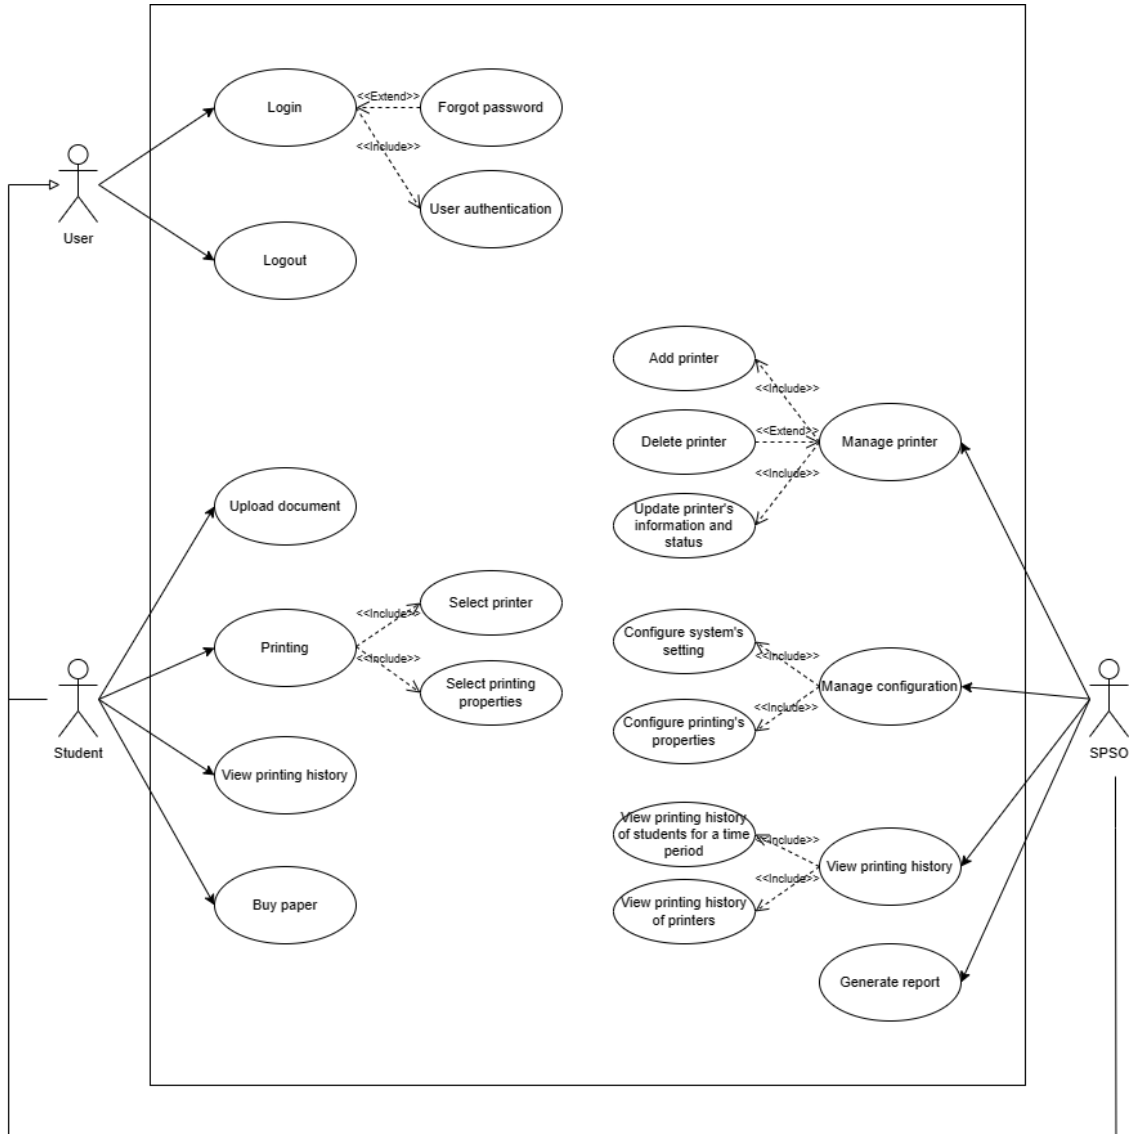 Login
<<Extend>>
Forgot password
<<Include>>
User authentication
User
Logout
Add printer
<<Include>>
Delete printer
<<Extend>>
Manage printer
<<Include>>
Update printer's
information and
status
Upload document
Printing
<<Include>>
Select printer
<<Include>>
Select printing
properties
Student
View printing history
Buy paper
Configure system's
setting
<<Include>>
Manage configuration
<<Include>>
Configure printing's
properties
SPSO
View printing history
of students for a time
period
<<Include>>
View printing history
<<Include>>
View printing history
of printers
Generate report